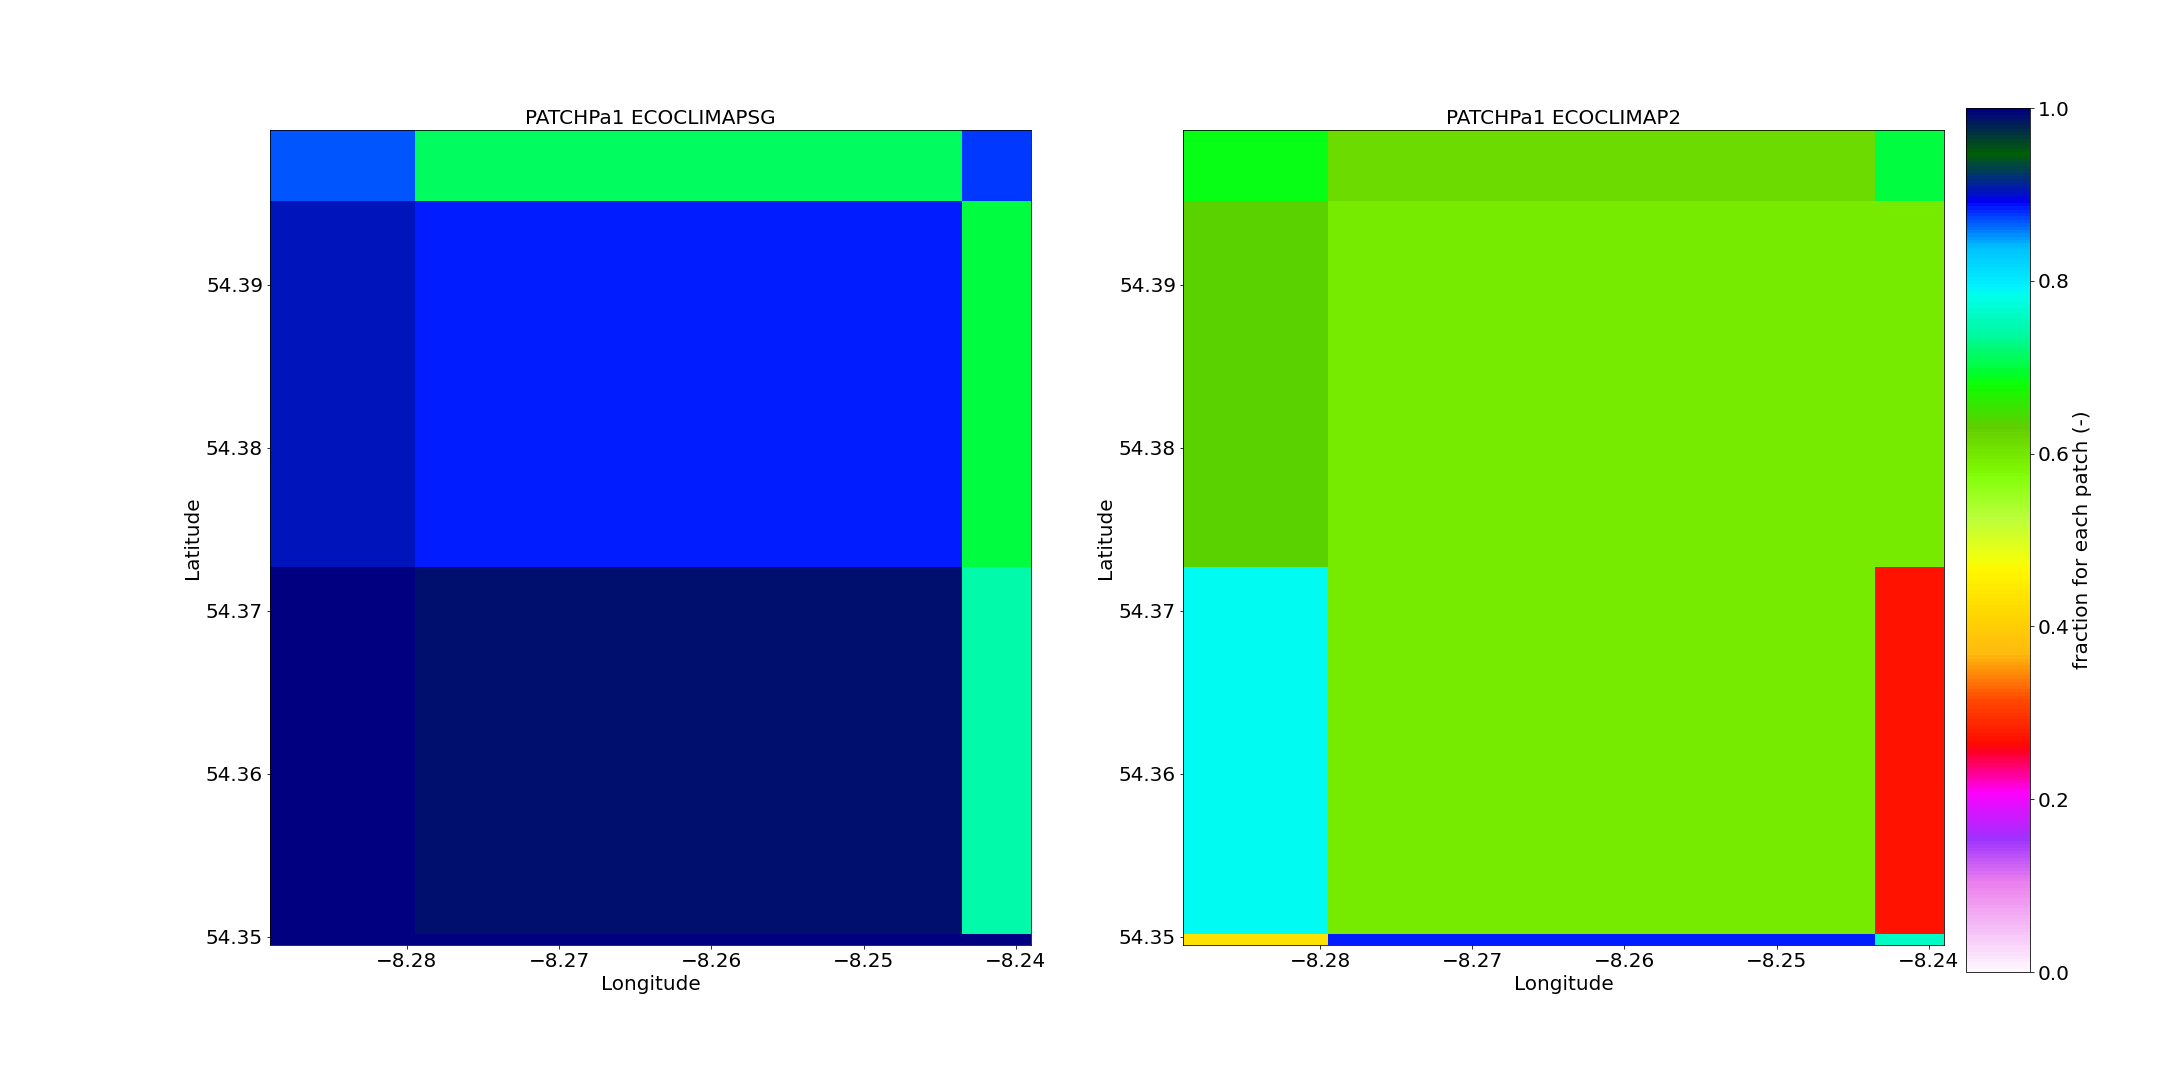 PATCHPa1 ECOCLIMAPSG
Latitude
54.39
54.38
54.37
54.36
54.35
−8.28 −8.27 −8.26 −8.25 −8.24
Longitude
PATCHPa1 ECOCLIMAP2
Latitude
54.39
54.38
54.37
54.36
54.35
−8.28 −8.27 −8.26 −8.25 −8.24
Longitude
1.0
0.8
0.6
0.4
0.2
0.0
fraction for each patch (-)